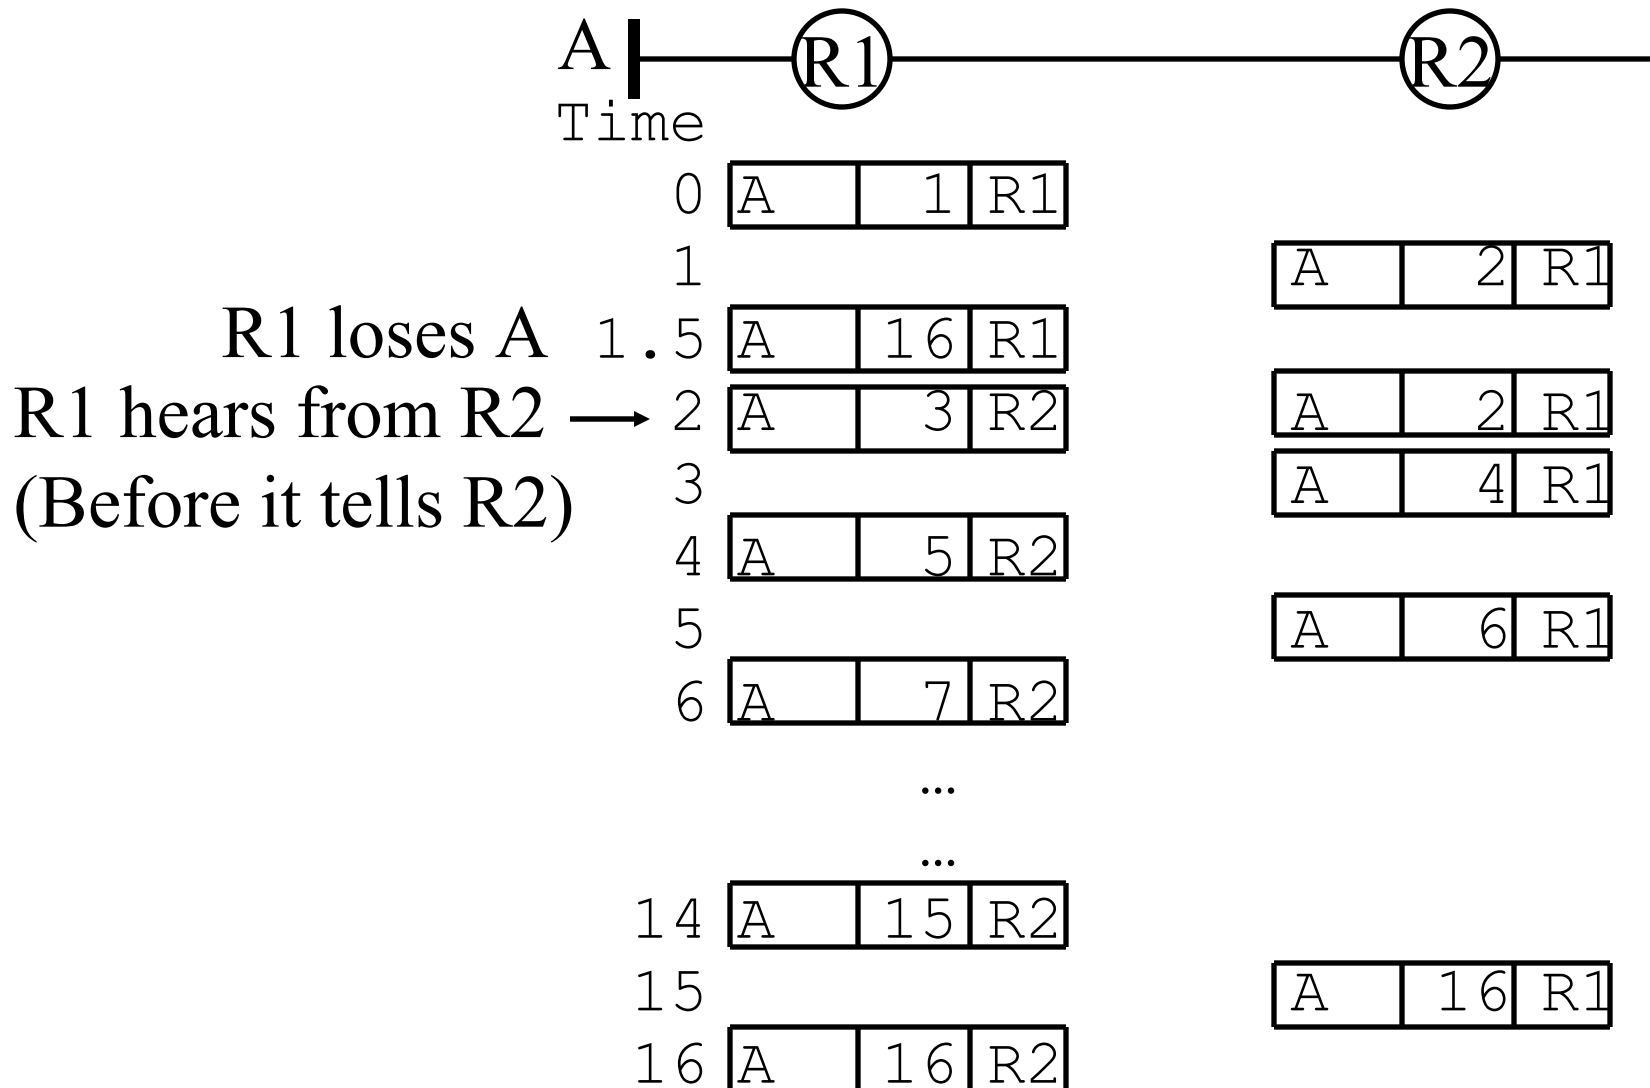 A R1 R2
Time
0 A 1 R1
1 A 2 R1
R1 loses A 1.5 A 16 R1
R1 hears from R2 → 2 A 3 R2 A 2 R1
(Before it tells R2) 3 A 4 R1
4 A 5 R2
5 A 6 R1
6 A 7 R2
…
…
14 A 15 R2
15 A 16 R1
16 A 16 R2